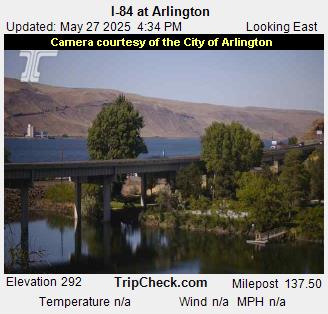 I-84 at Arlington
Updated: May 27 2025 4:34 PM Looking East
Camera courtesy of the City of Arlington
Elevation 292 TripCheck.com Milepost 137.50
Temperature n/a Wind n/a MPH n/a